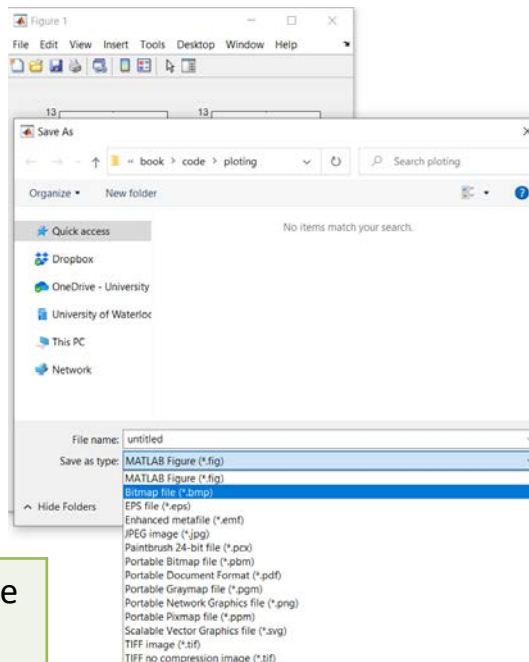 Figure 1
File Edit View Insert Tools Desktop Window Help
13 13
Save As
« book > code > ploting
Search ploting
Organize New folder
Quick access
No items match your search.
Dropbox
OneDrive - University
University of Waterloo
This PC
Network
File name: untitled
Save as type: MATLAB Figure (*.fig)
MATLAB Figure (*.fig)
Bitmap file (*.bmp)
EPS file (*.eps)
Hide Folders
Enhanced metafile (*.emf)
JPEG image (*.jpg)
Paintbrush 24-bit file (*.pcx)
Portable Bitmap file (*.pbm)
Portable Document Format (*.pdf)
Portable Graymap file (*.pgm)
Portable Network Graphics file (*.png)
Portable Pixmap file (*.ppm)
Scalable Vector Graphics file (*.svg)
TIFF image (*.tif)
TIFF no compression image (*.tif)
e